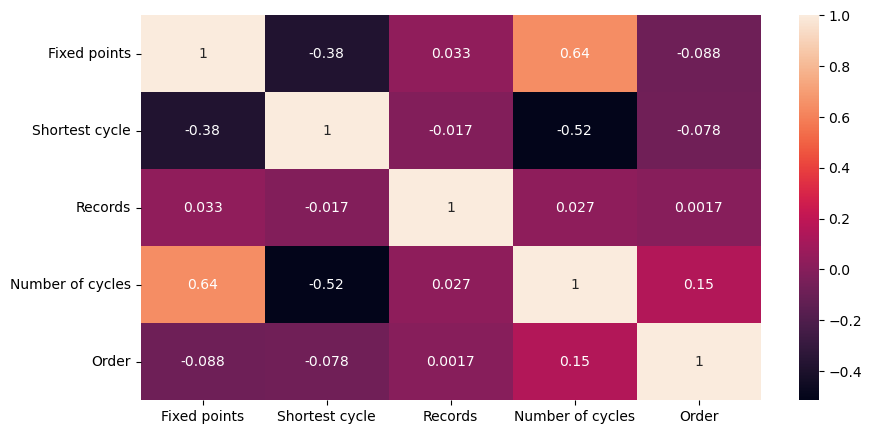 Fixed points 1 -0.38 0.033 0.64 -0.088
Shortest cycle -0.38 1 -0.017 -0.52 -0.078
Records 0.033 -0.017 1 0.027 0.0017
Number of cycles 0.64 -0.52 0.027 1 0.15
Order -0.088 -0.078 0.0017 0.15 1
Fixed points Shortest cycle Records Number of cycles Order
1.0
0.8
0.6
0.4
0.2
0.0
−0.2
−0.4